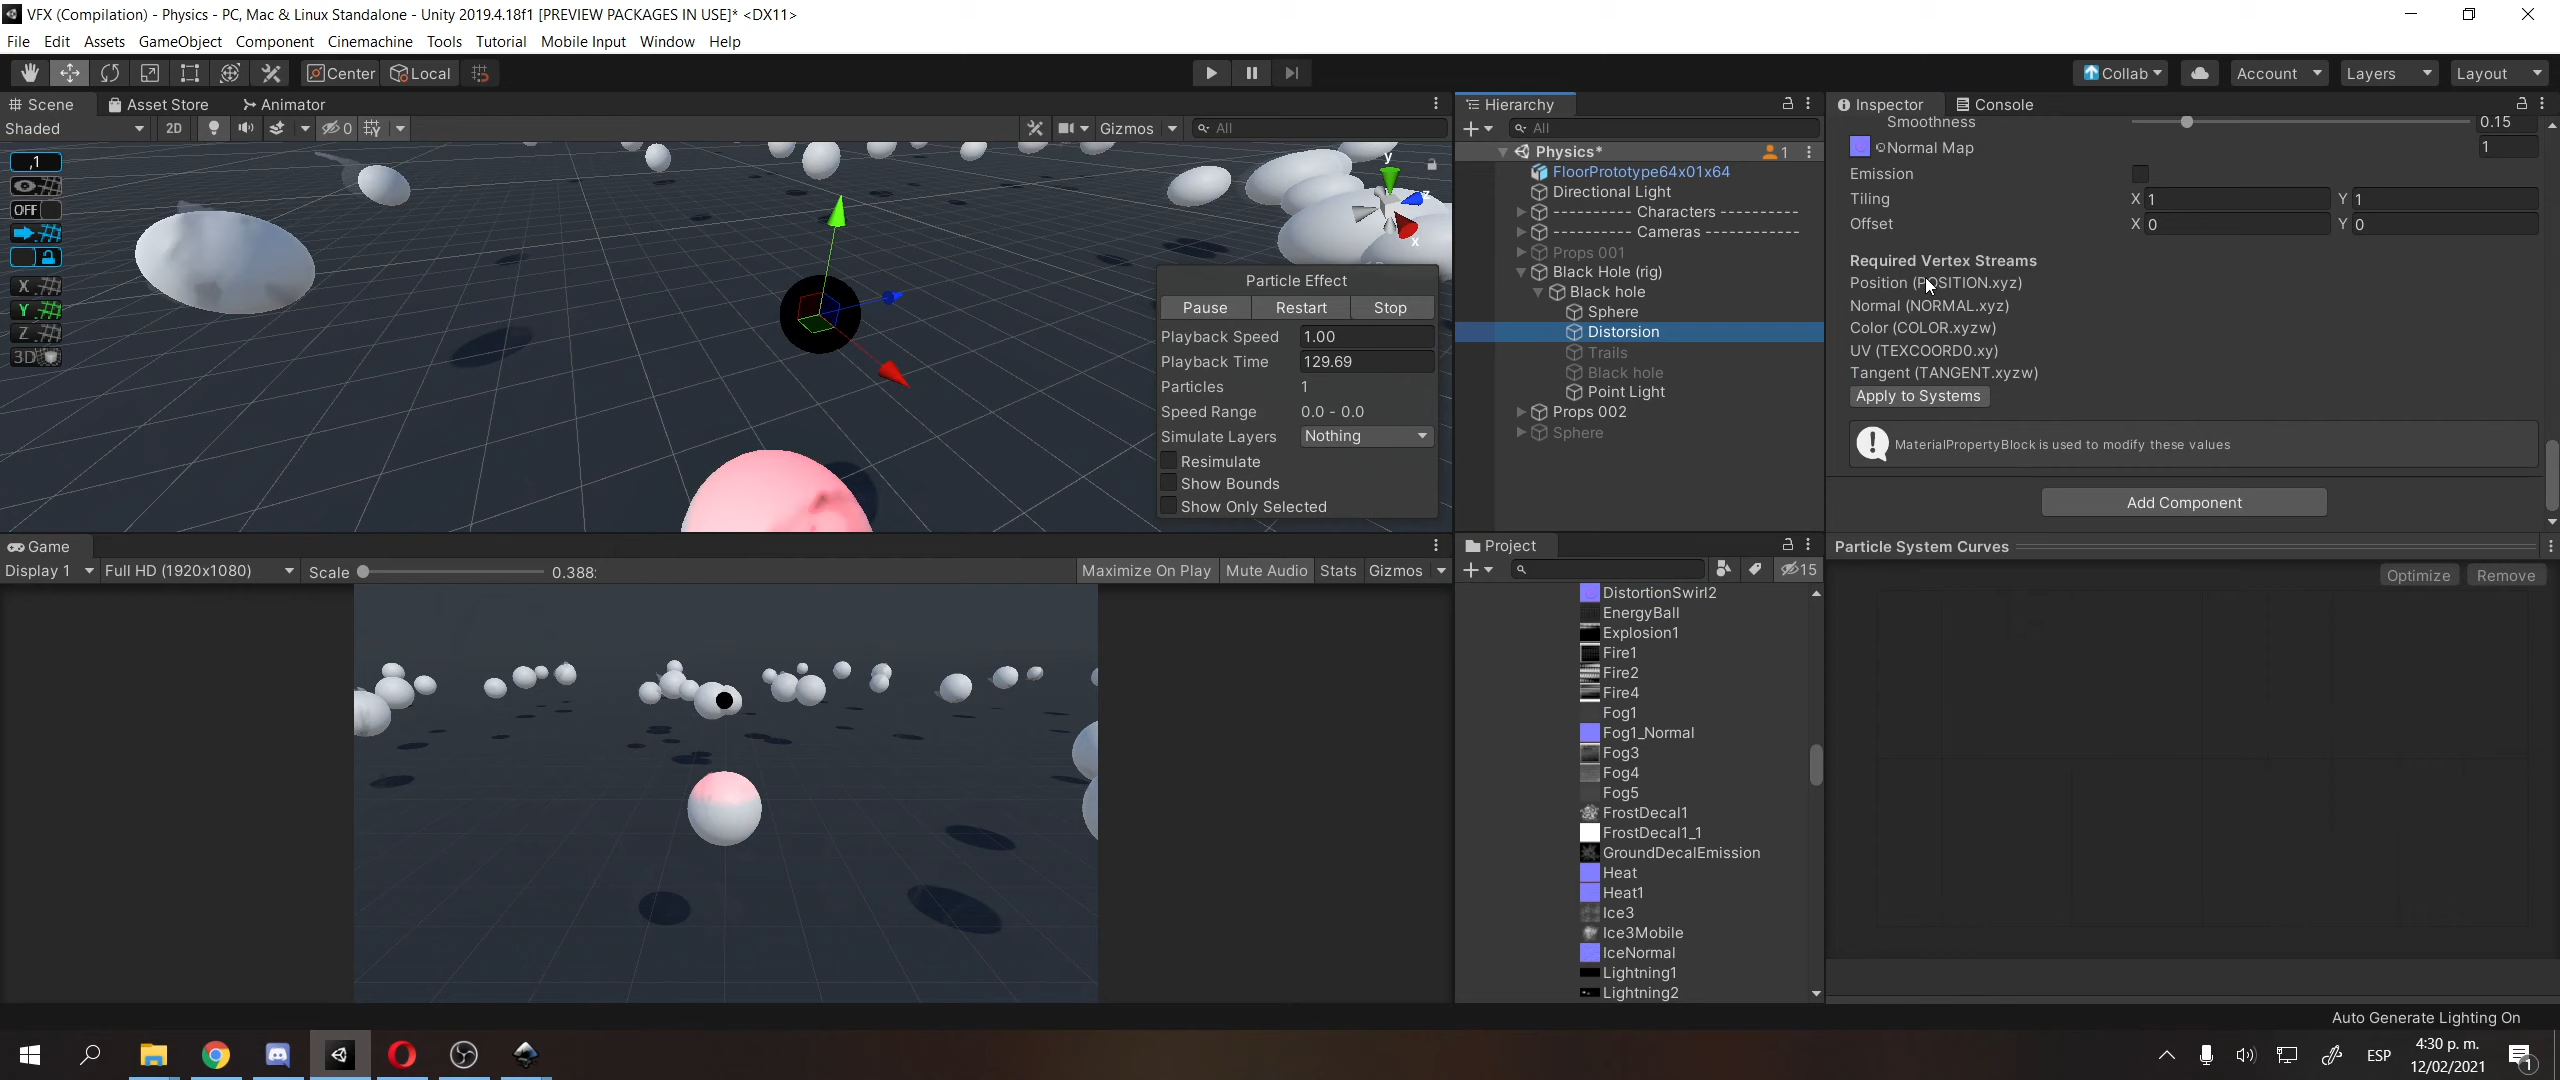 VFX (Compilation) - Physics - PC, Mac & Linux Standalone - Unity 2019.4.18f1 [PREVIEW PACKAGES IN USE]* <DX11>
File Edit Assets GameObject Component Cinemachine Tools Tutorial Mobile Input Window Help
Center Local Collab Account Layers Layout
Scene Asset Store Animator
Shaded 2D 0 Gizmos All
,1
OFF
X
Y
Z
3D
y
z
x
Particle Effect
Pause Restart Stop
Playback Speed 1.00
Playback Time 129.69
Particles 1
Speed Range 0.0 - 0.0
Simulate Layers Nothing
Resimulate
Show Bounds
Show Only Selected
Game
Display 1 Full HD (1920x1080) Scale 0.388: Maximize On Play Mute Audio Stats Gizmos
Hierarchy
All
Physics* 1
FloorPrototype64x01x64
Directional Light
---------- Characters ----------
---------- Cameras ------------
Props 001
Black Hole (rig)
Black hole
Sphere
Distorsion
Trails
Black hole
Point Light
Props 002
Sphere
Project
15
DistortionSwirl2
EnergyBall
Explosion1
Fire1
Fire2
Fire4
Fog1
Fog1_Normal
Fog3
Fog4
Fog5
FrostDecal1
FrostDecal1_1
GroundDecalEmission
Heat
Heat1
Ice3
Ice3Mobile
IceNormal
Lightning1
Lightning2
Inspector Console
Smoothness 0.15
Normal Map 1
Emission
Tiling X 1 Y 1
Offset X 0 Y 0
Required Vertex Streams
Position (POSITION.xyz)
Normal (NORMAL.xyz)
Color (COLOR.xyzw)
UV (TEXCOORD0.xy)
Tangent (TANGENT.xyzw)
Apply to Systems
MaterialPropertyBlock is used to modify these values
Add Component
Particle System Curves
Optimize Remove
Auto Generate Lighting On
ESP
4:30 p. m.
12/02/2021
1